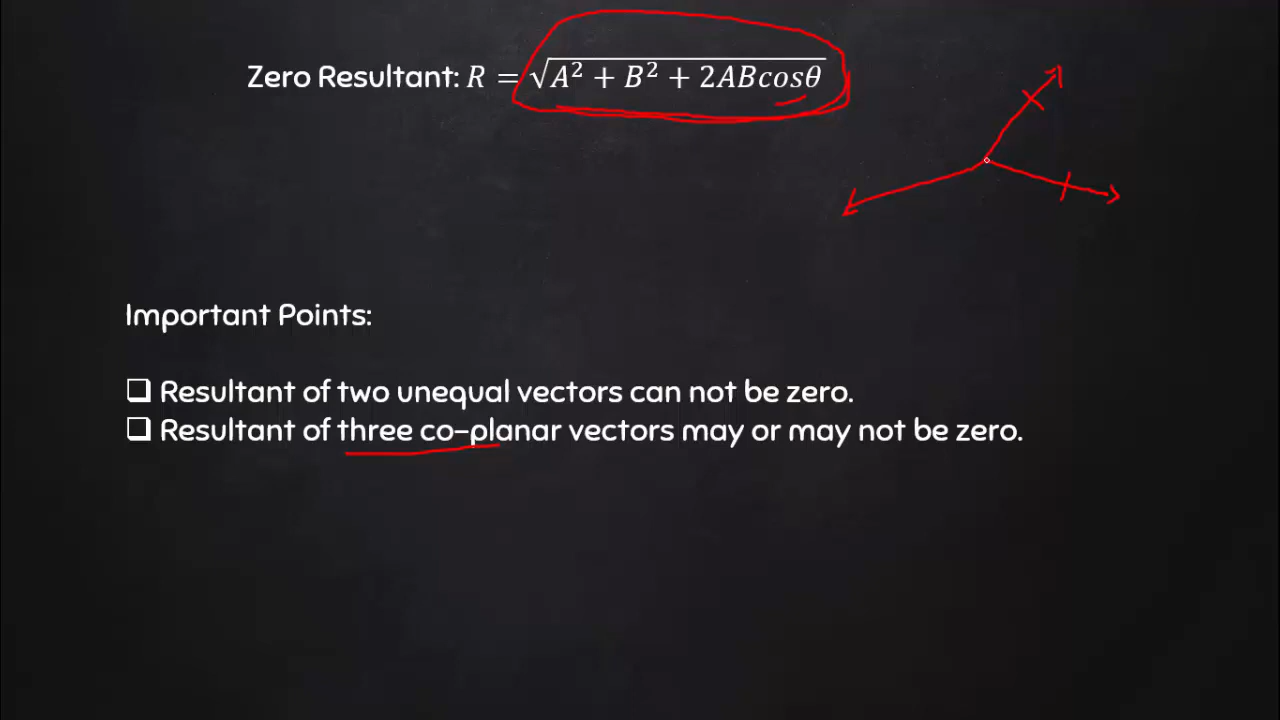 Zero Resultant: R = √A² + B² + 2ABcosθ
Important Points:
❑ Resultant of two unequal vectors can not be zero.
❑ Resultant of three co-planar vectors may or may not be zero.